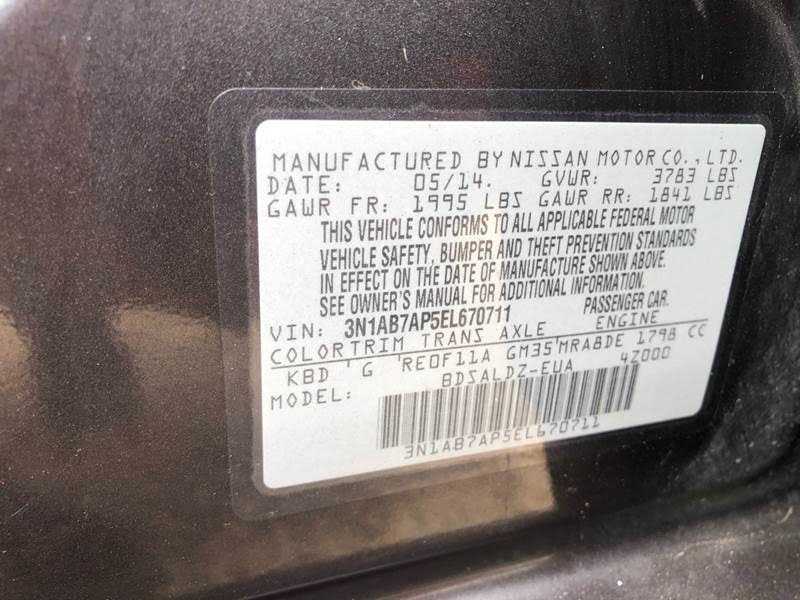 MANUFACTURED BY NISSAN MOTOR CO., LTD.
DATE: 05/14. GVWR: 3783 LBS
GAWR FR: 1995 LBS GAWR RR: 1841 LBS
THIS VEHICLE CONFORMS TO ALL APPLICABLE FEDERAL MOTOR
VEHICLE SAFETY, BUMPER AND THEFT PREVENTION STANDARDS
IN EFFECT ON THE DATE OF MANUFACTURE SHOWN ABOVE.
SEE OWNER'S MANUAL FOR ADDITIONAL INFORMATION.
VIN: 3N1AB7AP5EL670711 PASSENGER CAR.
COLOR TRIM TRANS AXLE ENGINE
KBD 'G 'RE0F11A GM35'MRA8DE 1798 CC
MODEL: BDSALDZ-EUA 4Z000
3N1AB7AP5EL670711